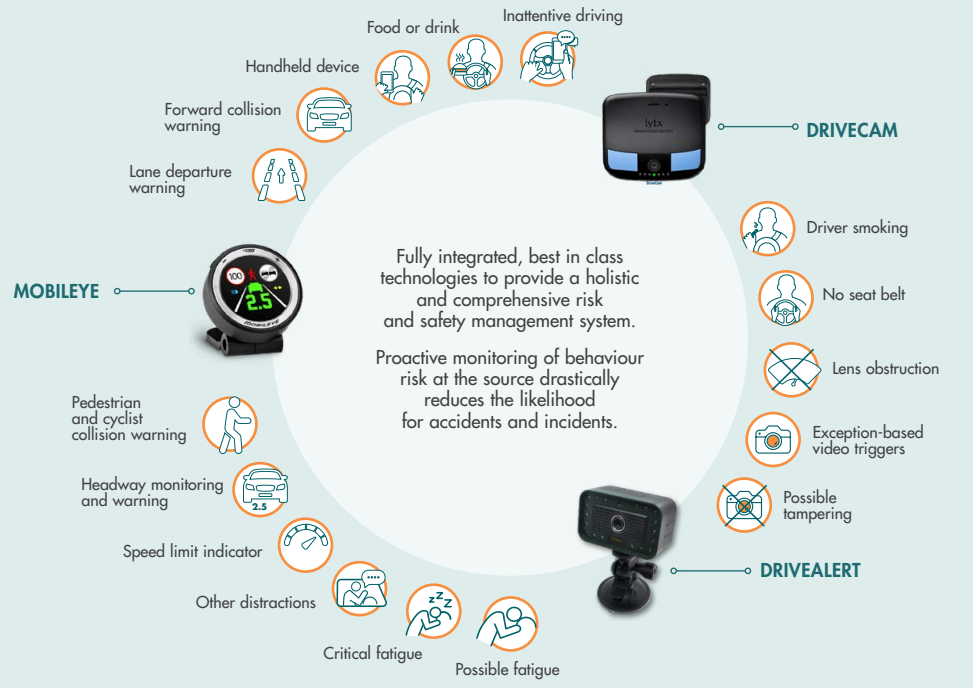 Inattentive driving
Food or drink
Handheld device
Forward collision
warning
Lane departure
warning
lytx
DriveCam
DRIVECAM
Driver smoking
No seat belt
Lens obstruction
Exception-based
video triggers
Possible
tampering
MOBILEYE
100
2.5
MOBILEYE
Fully integrated, best in class
technologies to provide a holistic
and comprehensive risk
and safety management system.
Proactive monitoring of behaviour
risk at the source drastically
reduces the likelihood
for accidents and incidents.
Pedestrian
and cyclist
collision warning
Headway monitoring
and warning
2.5
Speed limit indicator
Other distractions
zZZ
Critical fatigue
Possible fatigue
DRIVEALERT